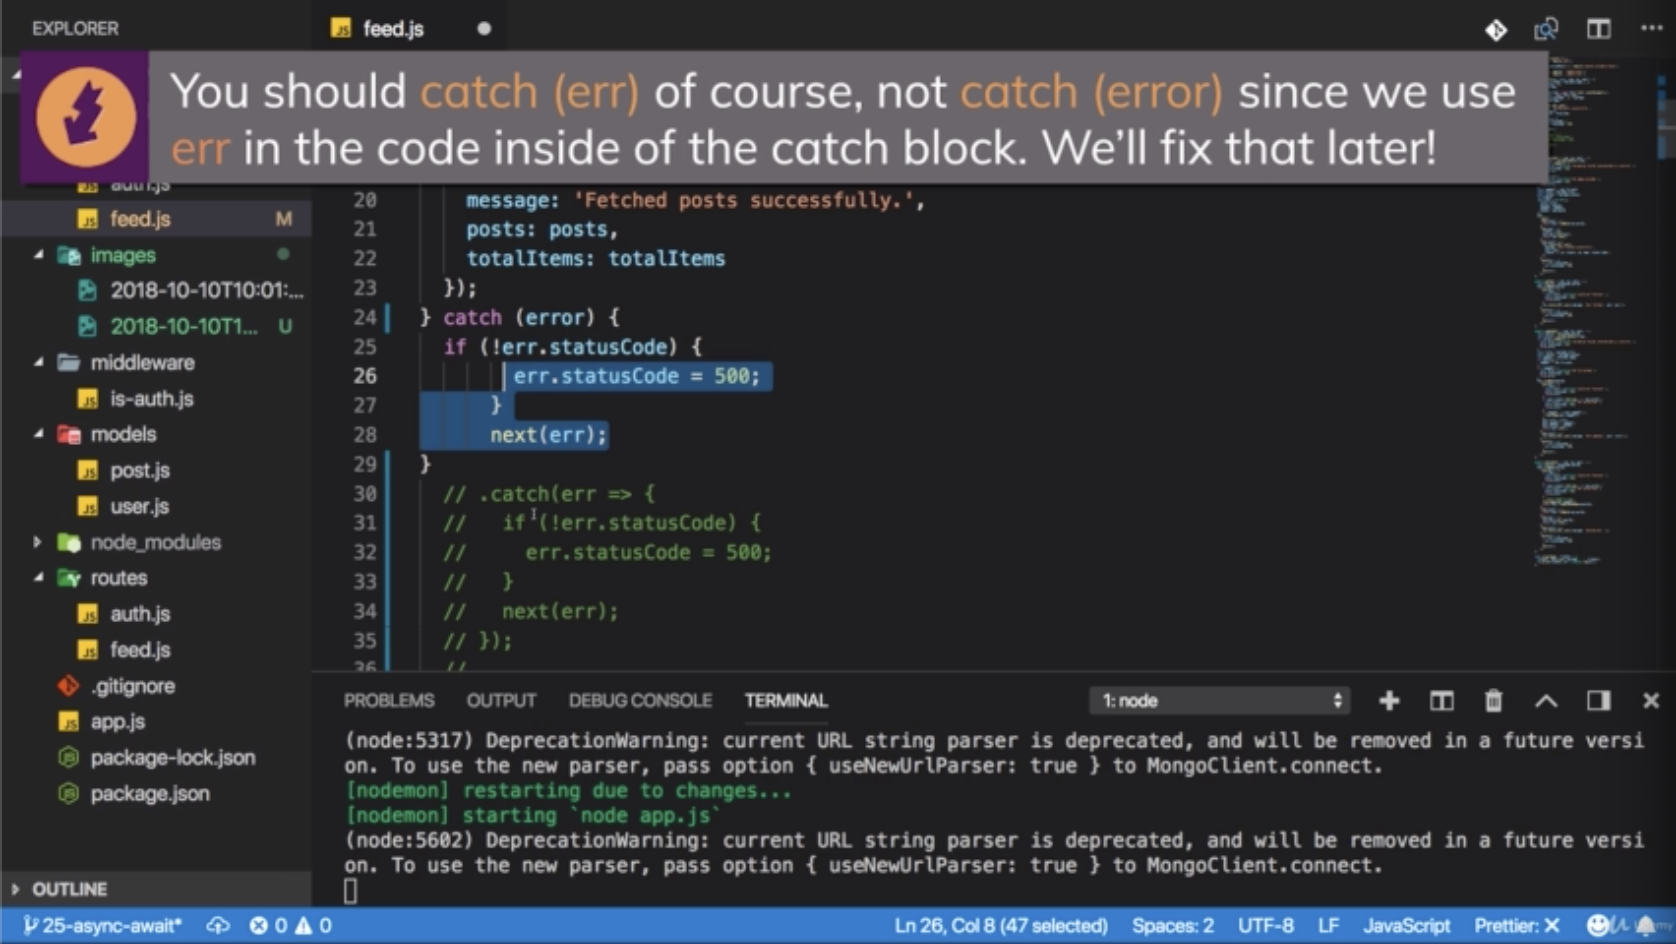 EXPLORER
feed.js
You should catch (err) of course, not catch (error) since we use
err in the code inside of the catch block. We'll fix that later!
auth.js
feed.js M
images
2018-10-10T10:01:...
2018-10-10T1... U
middleware
is-auth.js
models
post.js
user.js
node_modules
routes
auth.js
feed.js
.gitignore
app.js
package-lock.json
package.json
OUTLINE
20 message: 'Fetched posts successfully.',
21 posts: posts,
22 totalItems: totalItems
23 });
24 } catch (error) {
25 if (!err.statusCode) {
26 err.statusCode = 500;
27 }
28 next(err);
29 }
30 // .catch(err => {
31 //   if (!err.statusCode) {
32 //     err.statusCode = 500;
33 //   }
34 //   next(err);
35 // });
36 //
PROBLEMS OUTPUT DEBUG CONSOLE TERMINAL 1: node
(node:5317) DeprecationWarning: current URL string parser is deprecated, and will be removed in a future versi
on. To use the new parser, pass option { useNewUrlParser: true } to MongoClient.connect.
[nodemon] restarting due to changes...
[nodemon] starting `node app.js`
(node:5602) DeprecationWarning: current URL string parser is deprecated, and will be removed in a future versi
on. To use the new parser, pass option { useNewUrlParser: true } to MongoClient.connect.
25-async-await* 0 0 Ln 26, Col 8 (47 selected) Spaces: 2 UTF-8 LF JavaScript Prettier: X